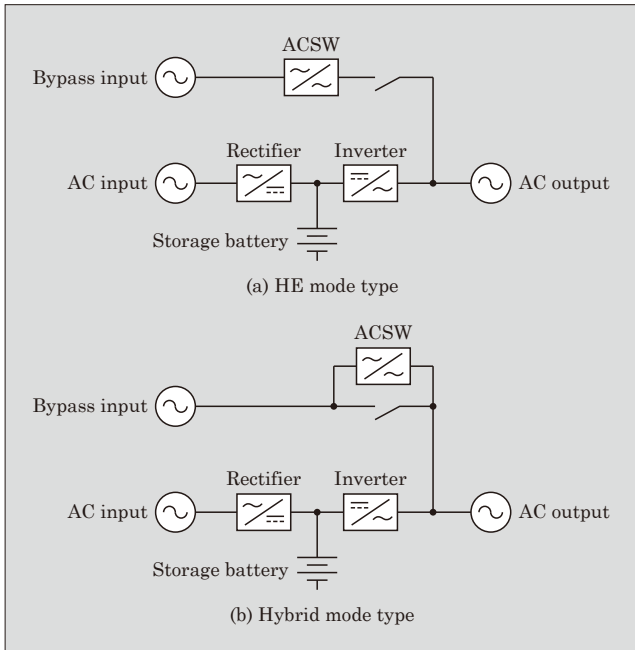 ACSW
Bypass input
Rectifier Inverter
AC input
AC output
Storage battery
(a) HE mode type
ACSW
Bypass input
Rectifier Inverter
AC input
AC output
Storage battery
(b) Hybrid mode type